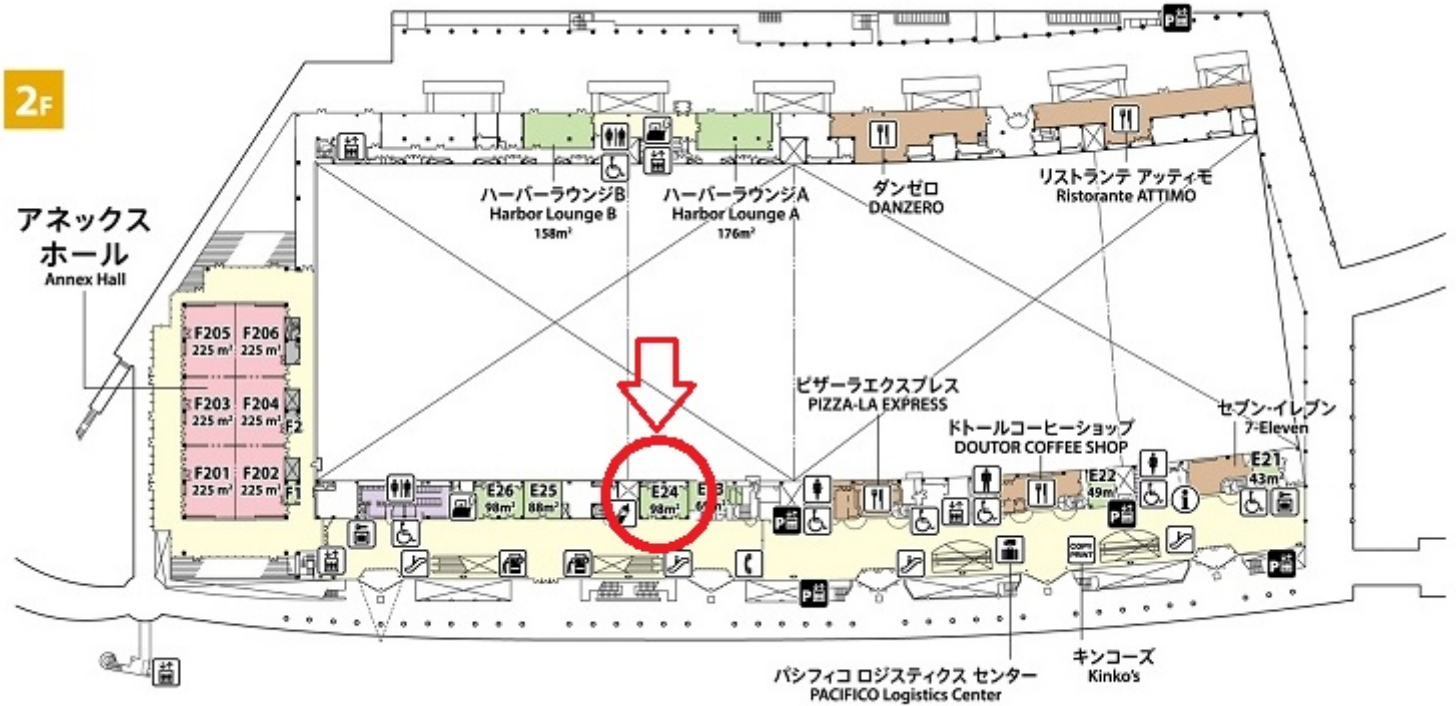 2F
ハーバーラウンジB
Harbor Lounge B
158m²
ハーバーラウンジA
Harbor Lounge A
176m²
ダンゼロ
DANZERO
リストランテ アッティモ
Ristorante ATTIMO
アネックス
ホール
Annex Hall
F205
225 m²
F206
225 m²
F203
225 m²
F204
225 m²
F2
F201
225 m²
F202
225 m²
F1
ピザーラエクスプレス
PIZZA-LA EXPRESS
ドトールコーヒーショップ
DOUTOR COFFEE SHOP
セブン-イレブン
7-Eleven
E26
98m²
E25
88m²
E24
98m²
E22
49m²
E21
43m²
P
P
P
P
P
i
COPY
PRINT
パシフィコ ロジスティクス センター
PACIFICO Logistics Center
キンコーズ
Kinko's